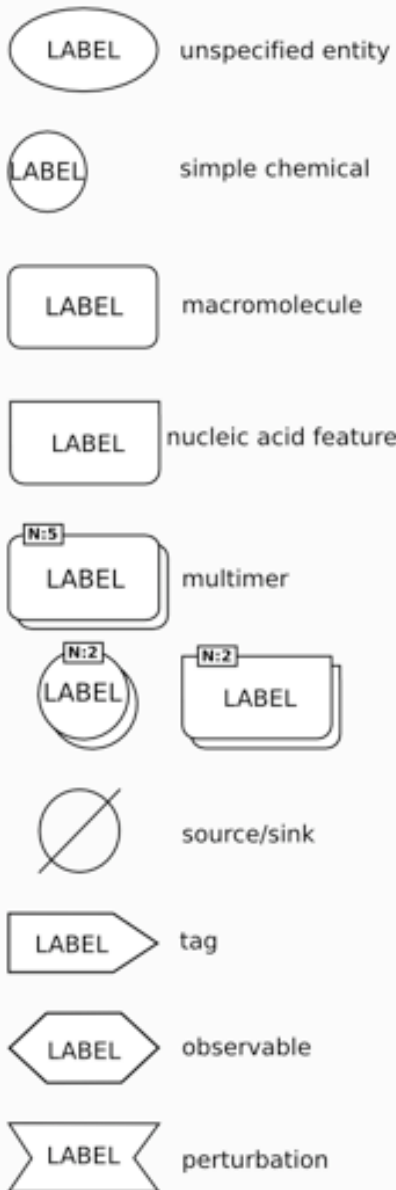 LABEL unspecified entity
LABEL simple chemical
LABEL macromolecule
LABEL nucleic acid feature
N:5
LABEL multimer
N:2 N:2
LABEL LABEL
source/sink
LABEL tag
LABEL observable
LABEL perturbation